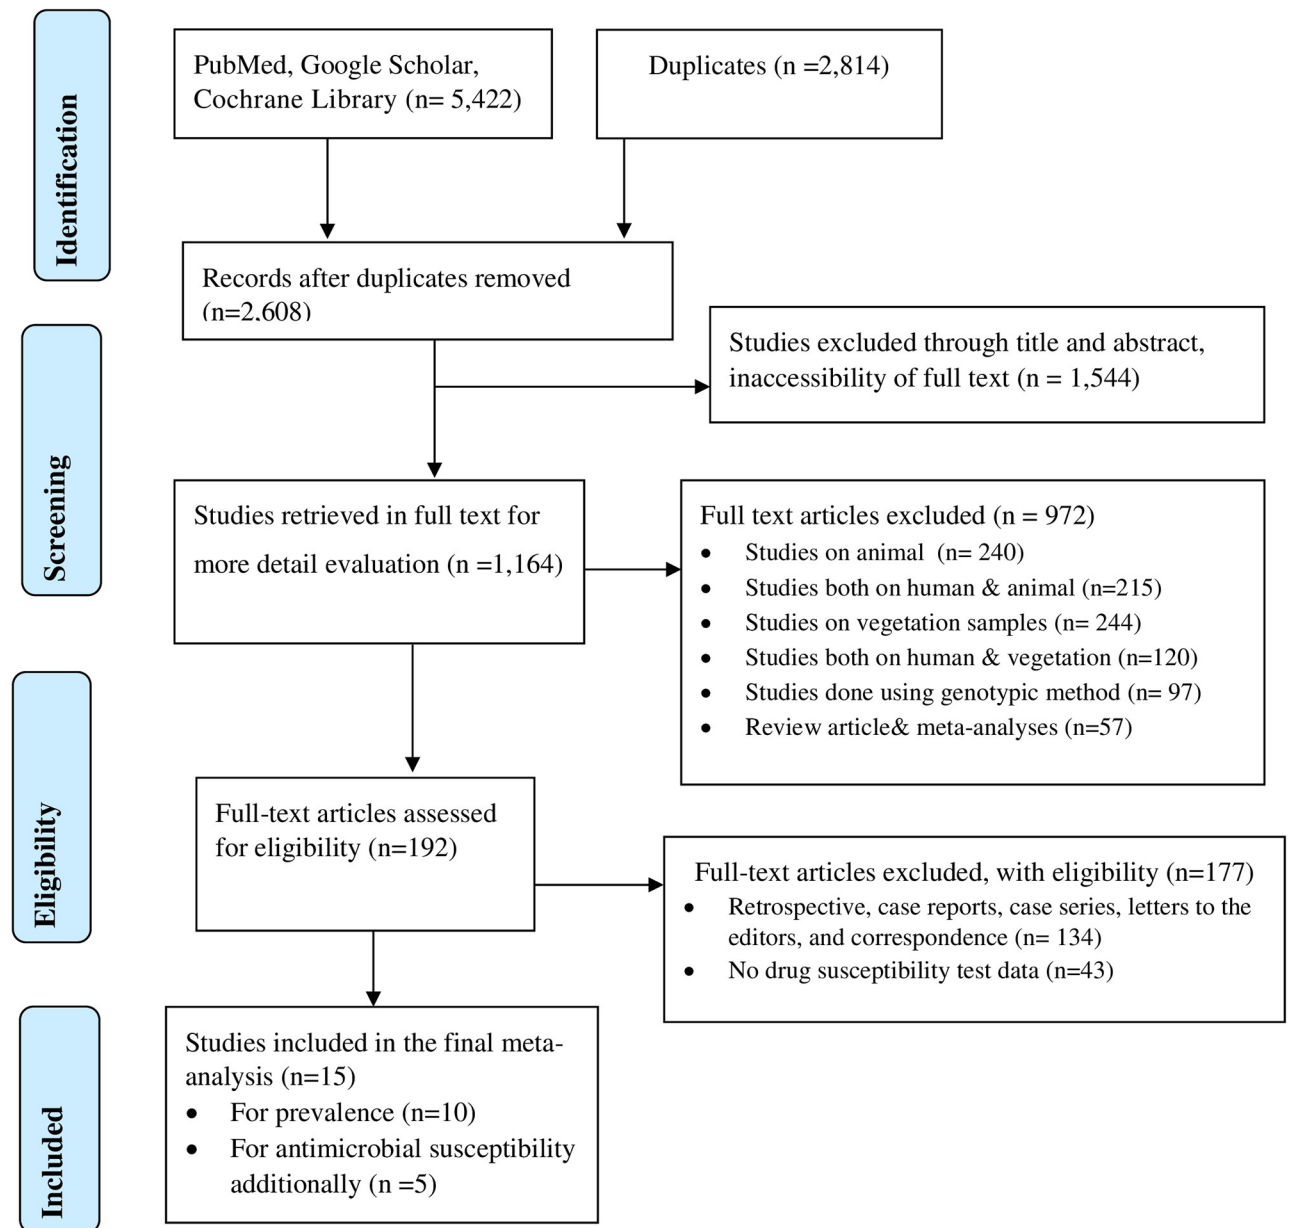 Identification
PubMed, Google Scholar,
Cochrane Library (n= 5,422)
Duplicates (n =2,814)
Records after duplicates removed
(n=2,608)
Screening
Studies excluded through title and abstract,
inaccessibility of full text (n = 1,544)
Studies retrieved in full text for
more detail evaluation (n =1,164)
Full text articles excluded (n = 972)
• Studies on animal (n= 240)
• Studies both on human & animal (n=215)
• Studies on vegetation samples (n= 244)
• Studies both on human & vegetation (n=120)
• Studies done using genotypic method (n= 97)
• Review article& meta-analyses (n=57)
Eligibility
Full-text articles assessed
for eligibility (n=192)
Full-text articles excluded, with eligibility (n=177)
• Retrospective, case reports, case series, letters to the
editors, and correspondence (n= 134)
• No drug susceptibility test data (n=43)
Included
Studies included in the final meta-
analysis (n=15)
• For prevalence (n=10)
• For antimicrobial susceptibility
additionally (n =5)